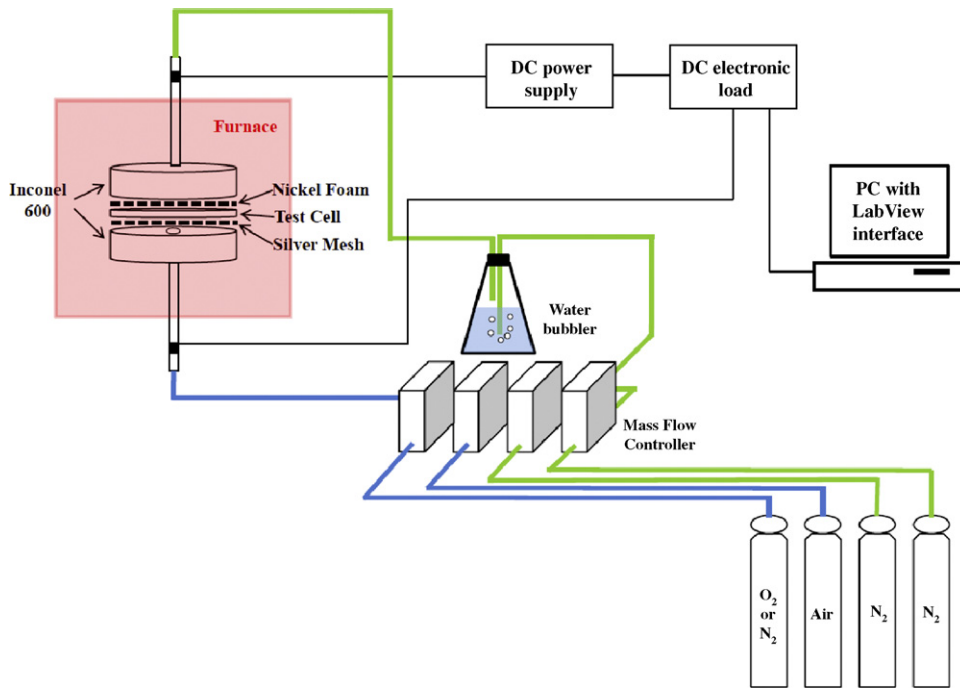 DC power
supply
DC electronic
load
Furnace
Inconel
600
Nickel Foam
Test Cell
Silver Mesh
PC with
LabView
interface
Water
bubbler
Mass Flow
Controller
O₂
or
N₂
Air
N₂
N₂